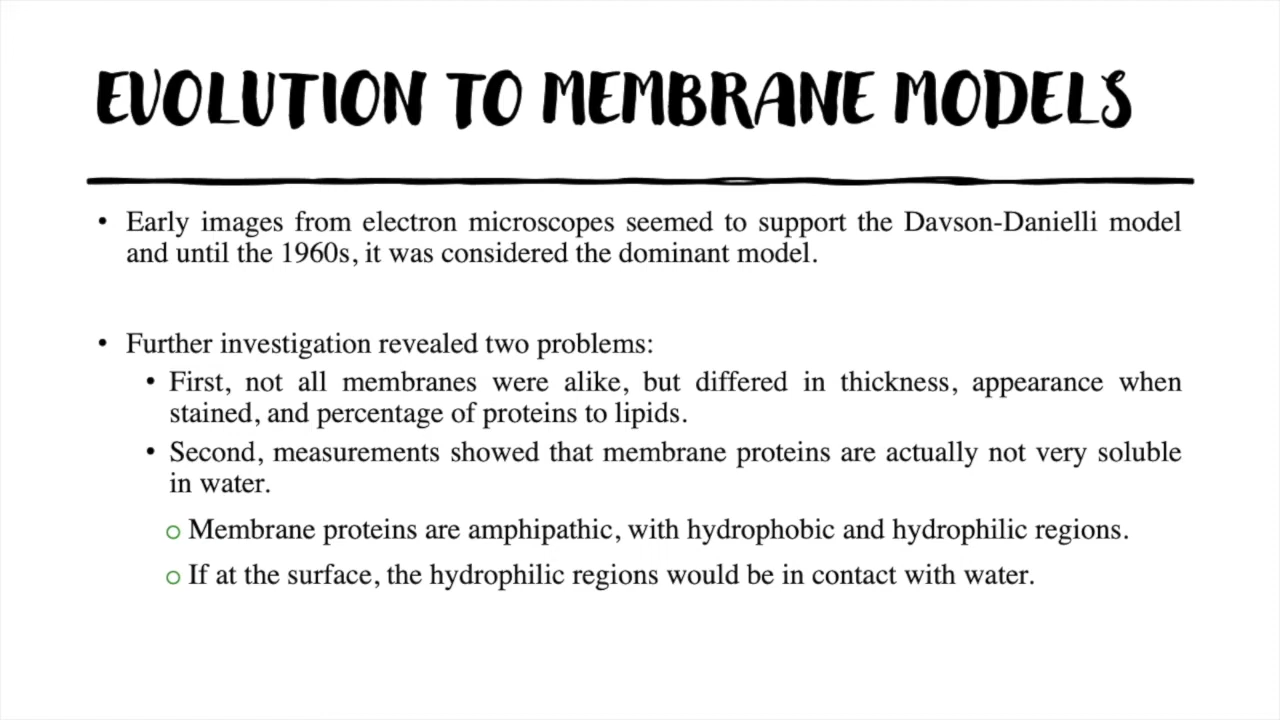 EVOLUTION TO MEMBRANE MODELS
• Early images from electron microscopes seemed to support the Davson-Danielli model
and until the 1960s, it was considered the dominant model.
• Further investigation revealed two problems:
• First, not all membranes were alike, but differed in thickness, appearance when
stained, and percentage of proteins to lipids.
• Second, measurements showed that membrane proteins are actually not very soluble
in water.
○ Membrane proteins are amphipathic, with hydrophobic and hydrophilic regions.
○ If at the surface, the hydrophilic regions would be in contact with water.